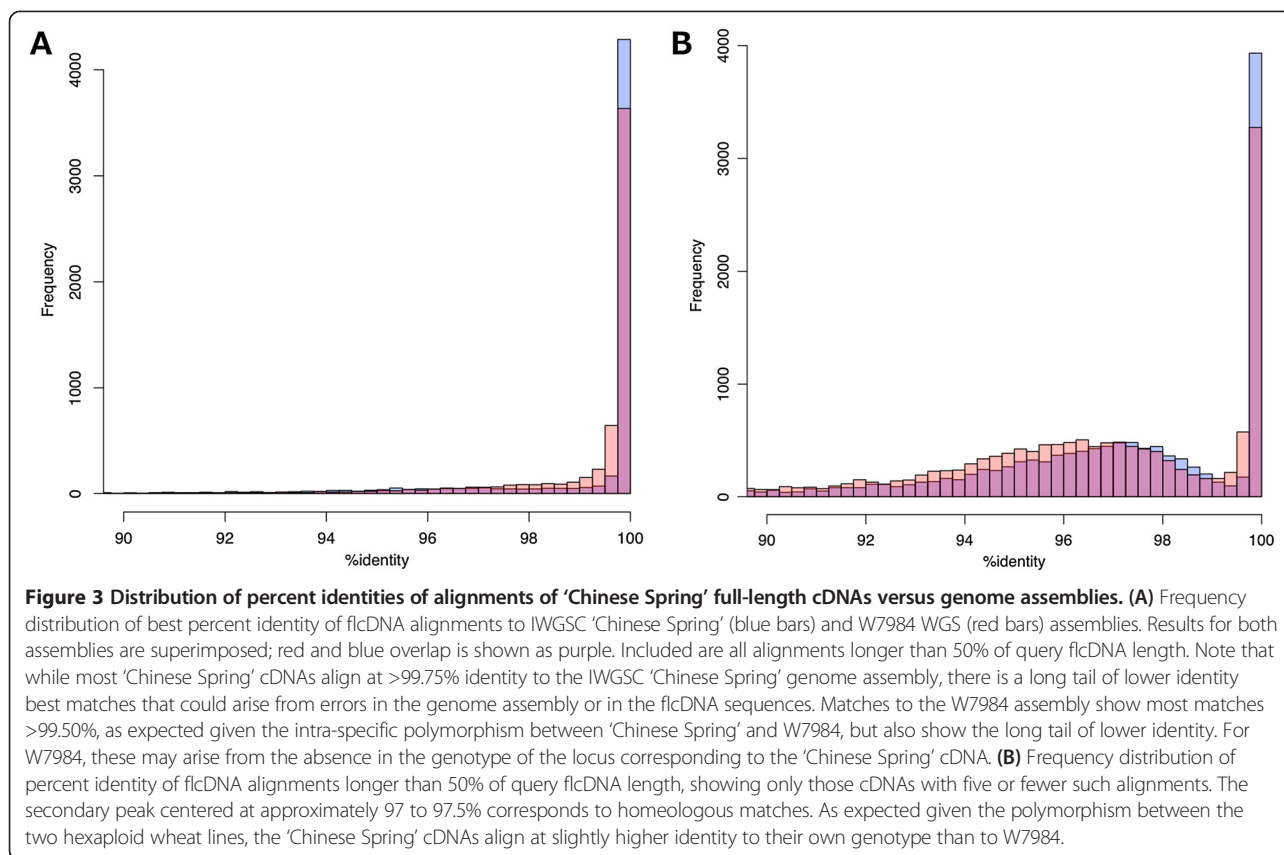 A
B
4000
3000
2000
1000
0
Frequency
90 92 94 96 98 100
%identity
4000
3000
2000
1000
0
Frequency
90 92 94 96 98 100
%identity
Figure 3 Distribution of percent identities of alignments of ‘Chinese Spring’ full-length cDNAs versus genome assemblies. (A) Frequency
distribution of best percent identity of flcDNA alignments to IWGSC ‘Chinese Spring’ (blue bars) and W7984 WGS (red bars) assemblies. Results for both
assemblies are superimposed; red and blue overlap is shown as purple. Included are all alignments longer than 50% of query flcDNA length. Note that
while most ‘Chinese Spring’ cDNAs align at >99.75% identity to the IWGSC ‘Chinese Spring’ genome assembly, there is a long tail of lower identity
best matches that could arise from errors in the genome assembly or in the flcDNA sequences. Matches to the W7984 assembly show most matches
>99.50%, as expected given the intra-specific polymorphism between ‘Chinese Spring’ and W7984, but also show the long tail of lower identity. For
W7984, these may arise from the absence in the genotype of the locus corresponding to the ‘Chinese Spring’ cDNA. (B) Frequency distribution of
percent identity of flcDNA alignments longer than 50% of query flcDNA length, showing only those cDNAs with five or fewer such alignments. The
secondary peak centered at approximately 97 to 97.5% corresponds to homeologous matches. As expected given the polymorphism between the
two hexaploid wheat lines, the ‘Chinese Spring’ cDNAs align at slightly higher identity to their own genotype than to W7984.